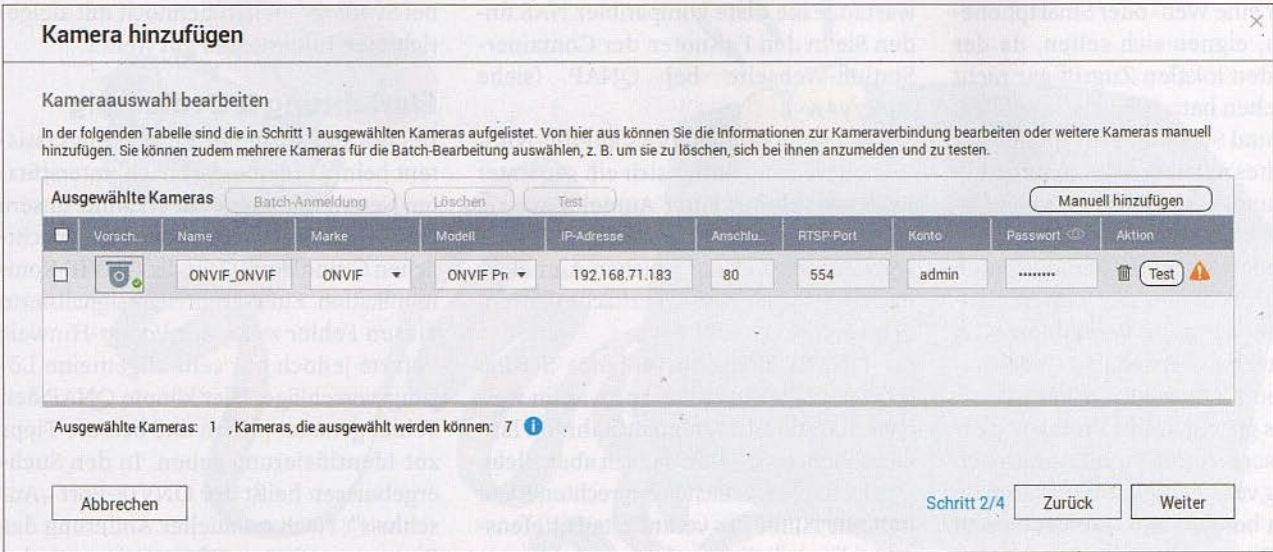 Kamera hinzufügen
Kameraauswahl bearbeiten
In der folgenden Tabelle sind die in Schritt 1 ausgewählten Kameras aufgelistet. Von hier aus können Sie die Informationen zur Kameraverbindung bearbeiten oder weitere Kameras manuell
hinzufügen. Sie können zudem mehrere Kameras für die Batch-Bearbeitung auswählen, z. B. um sie zu löschen, sich bei ihnen anzumelden und zu testen.
Ausgewählte Kameras Batch-Anmeldung Löschen Test Manuell hinzufügen
Vorsch... Name Marke Modell IP-Adresse Anschlu... RTSP-Port Konto Passwort Aktion
ONVIF_ONVIF ONVIF ONVIF Pr 192.168.71.183 80 554 admin ········· Test
Ausgewählte Kameras: , Kameras, die ausgewählt werden können: 7
Abbrechen Schritt 2/4 Zurück Weiter